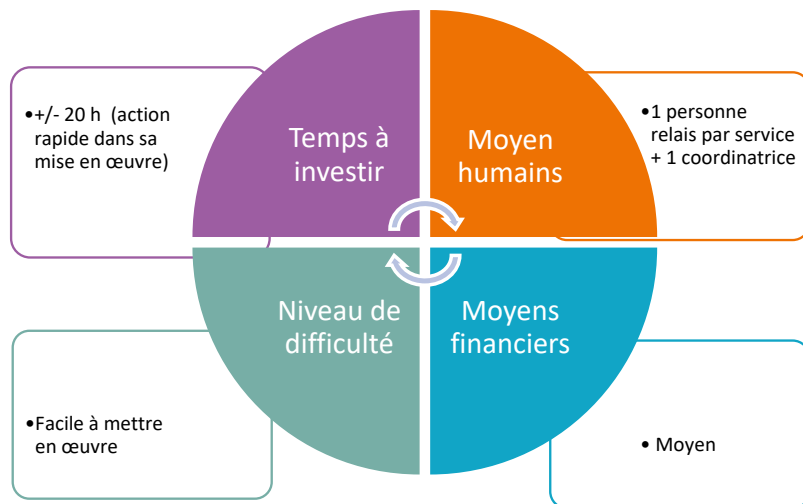 •+/- 20 h  (action
rapide dans sa
mise en œuvre)
Temps à
investir
Moyen
humains
•1 personne
relais par service
+ 1 coordinatrice
Niveau de
difficulté
Moyens
financiers
•Facile à mettre
en œuvre
• Moyen